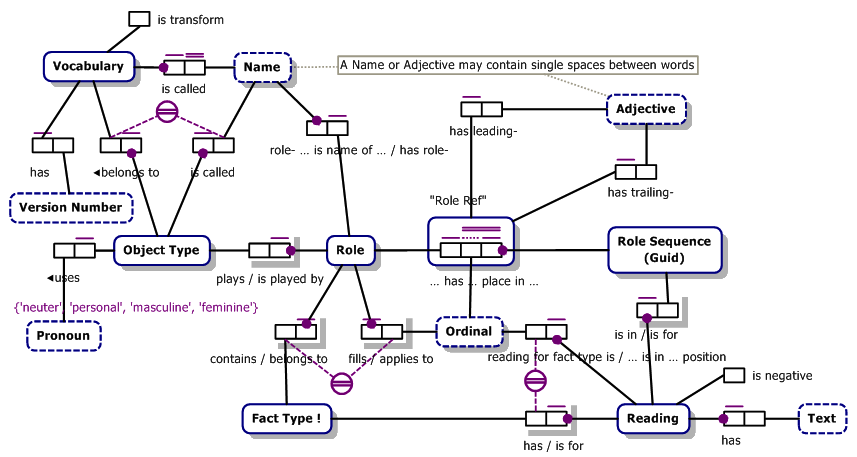 is transform
Vocabulary
Name
A Name or Adjective may contain single spaces between words
is called
Adjective
has leading-
role- ... is name of ... / has role-
has
◄belongs to
is called
has trailing-
"Role Ref"
Version Number
Object Type
Role
Role Sequence
(Guid)
◄uses
plays / is played by
... has ... place in ...
{'neuter', 'personal', 'masculine', 'feminine'}
Pronoun
Ordinal
is in / is for
contains / belongs to
fills / applies to
reading for fact type is / ... is in ... position
is negative
Fact Type !
Reading
Text
has / is for
has